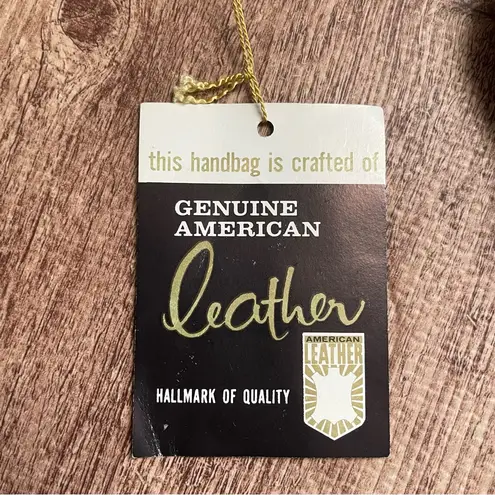 this handbag is crafted of
GENUINE
AMERICAN
leather
AMERICAN
LEATHER
HALLMARK OF QUALITY